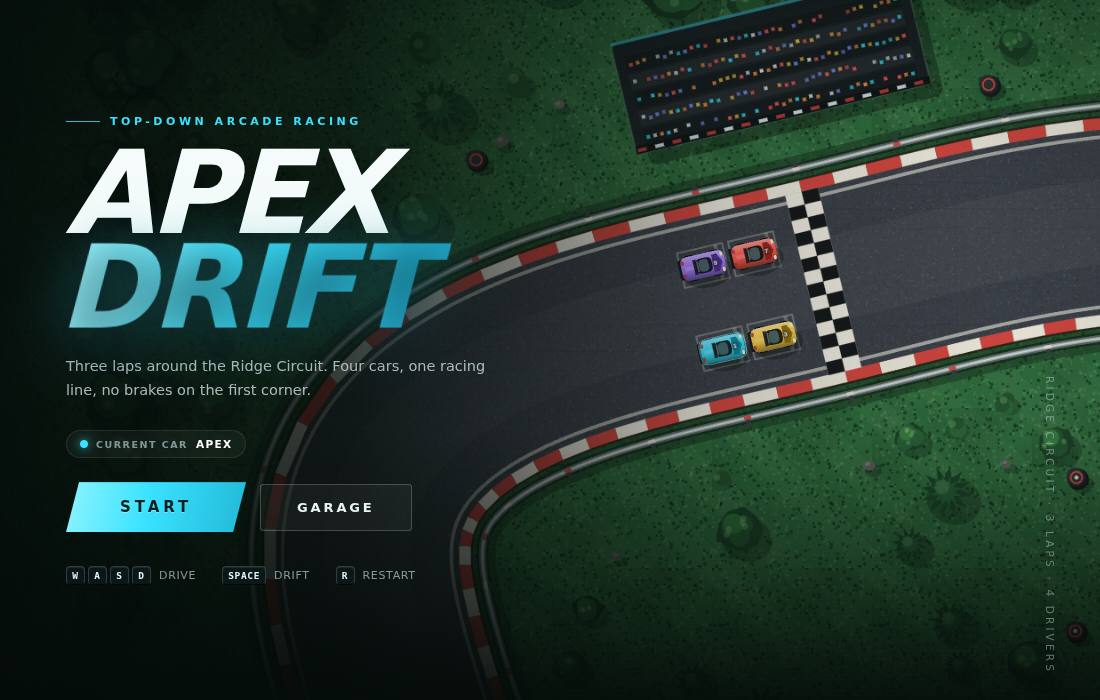 TOP-DOWN ARCADE RACING
APEX
DRIFT
Three laps around the Ridge Circuit. Four cars, one racing
line, no brakes on the first corner.
CURRENT CAR APEX
START GARAGE
W A S D DRIVE SPACE DRIFT R RESTART
RIDGE CIRCUIT · 3 LAPS · 4 DRIVERS